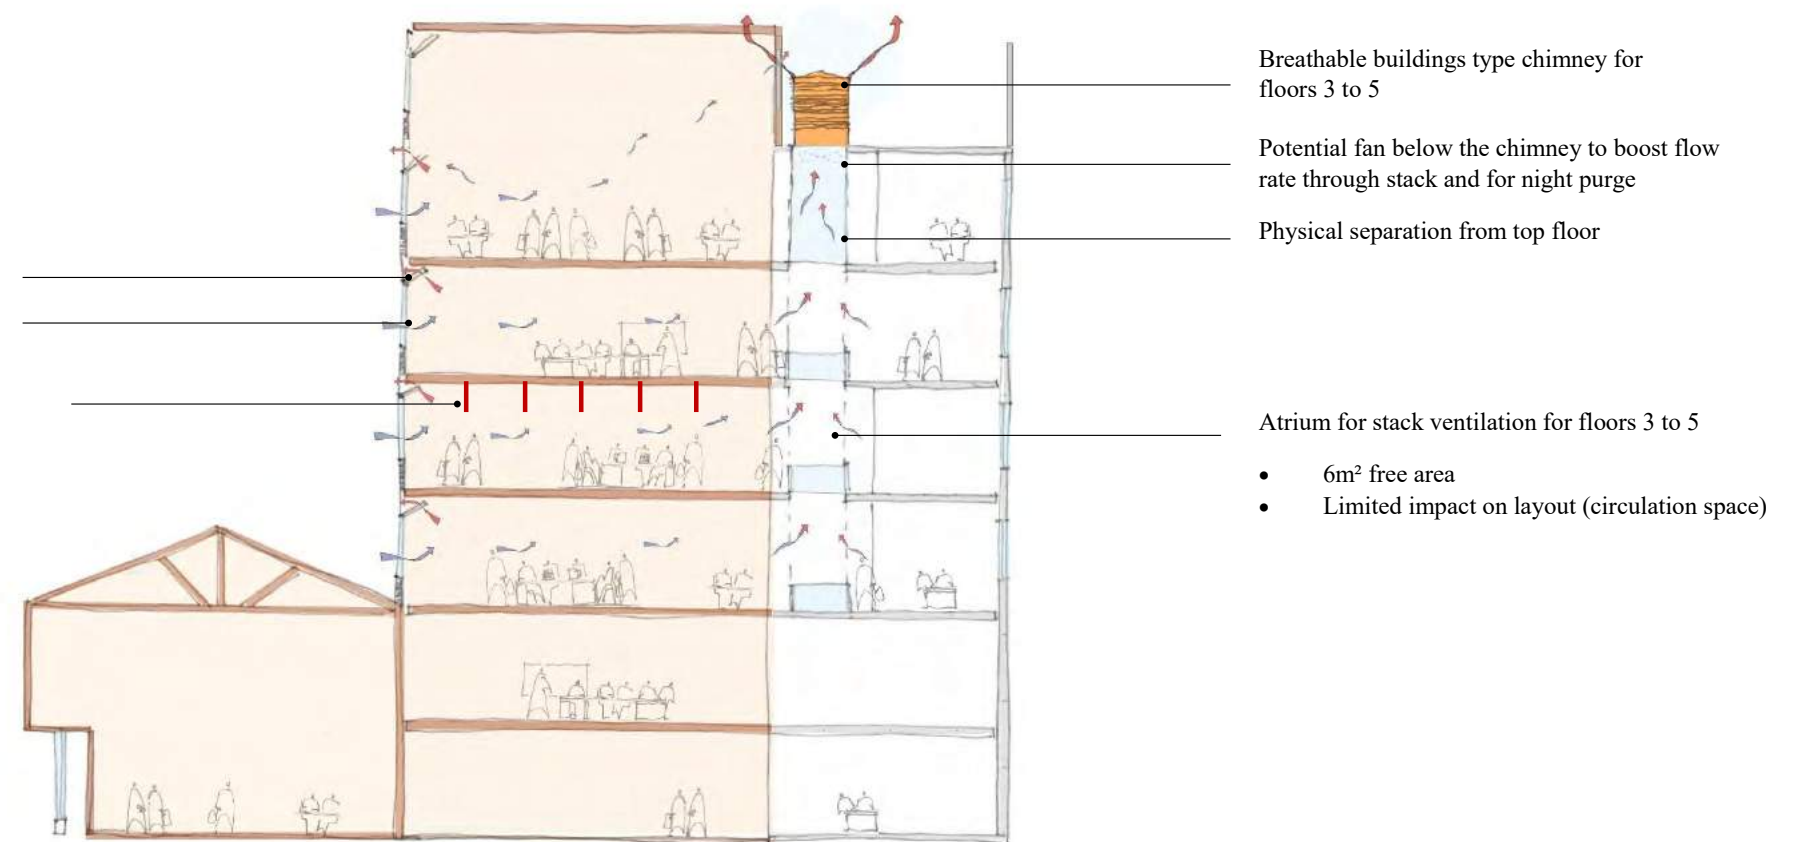 Breathable buildings type chimney for
floors 3 to 5
Potential fan below the chimney to boost flow
rate through stack and for night purge
Physical separation from top floor
Atrium for stack ventilation for floors 3 to 5
• 6m² free area
• Limited impact on layout (circulation space)